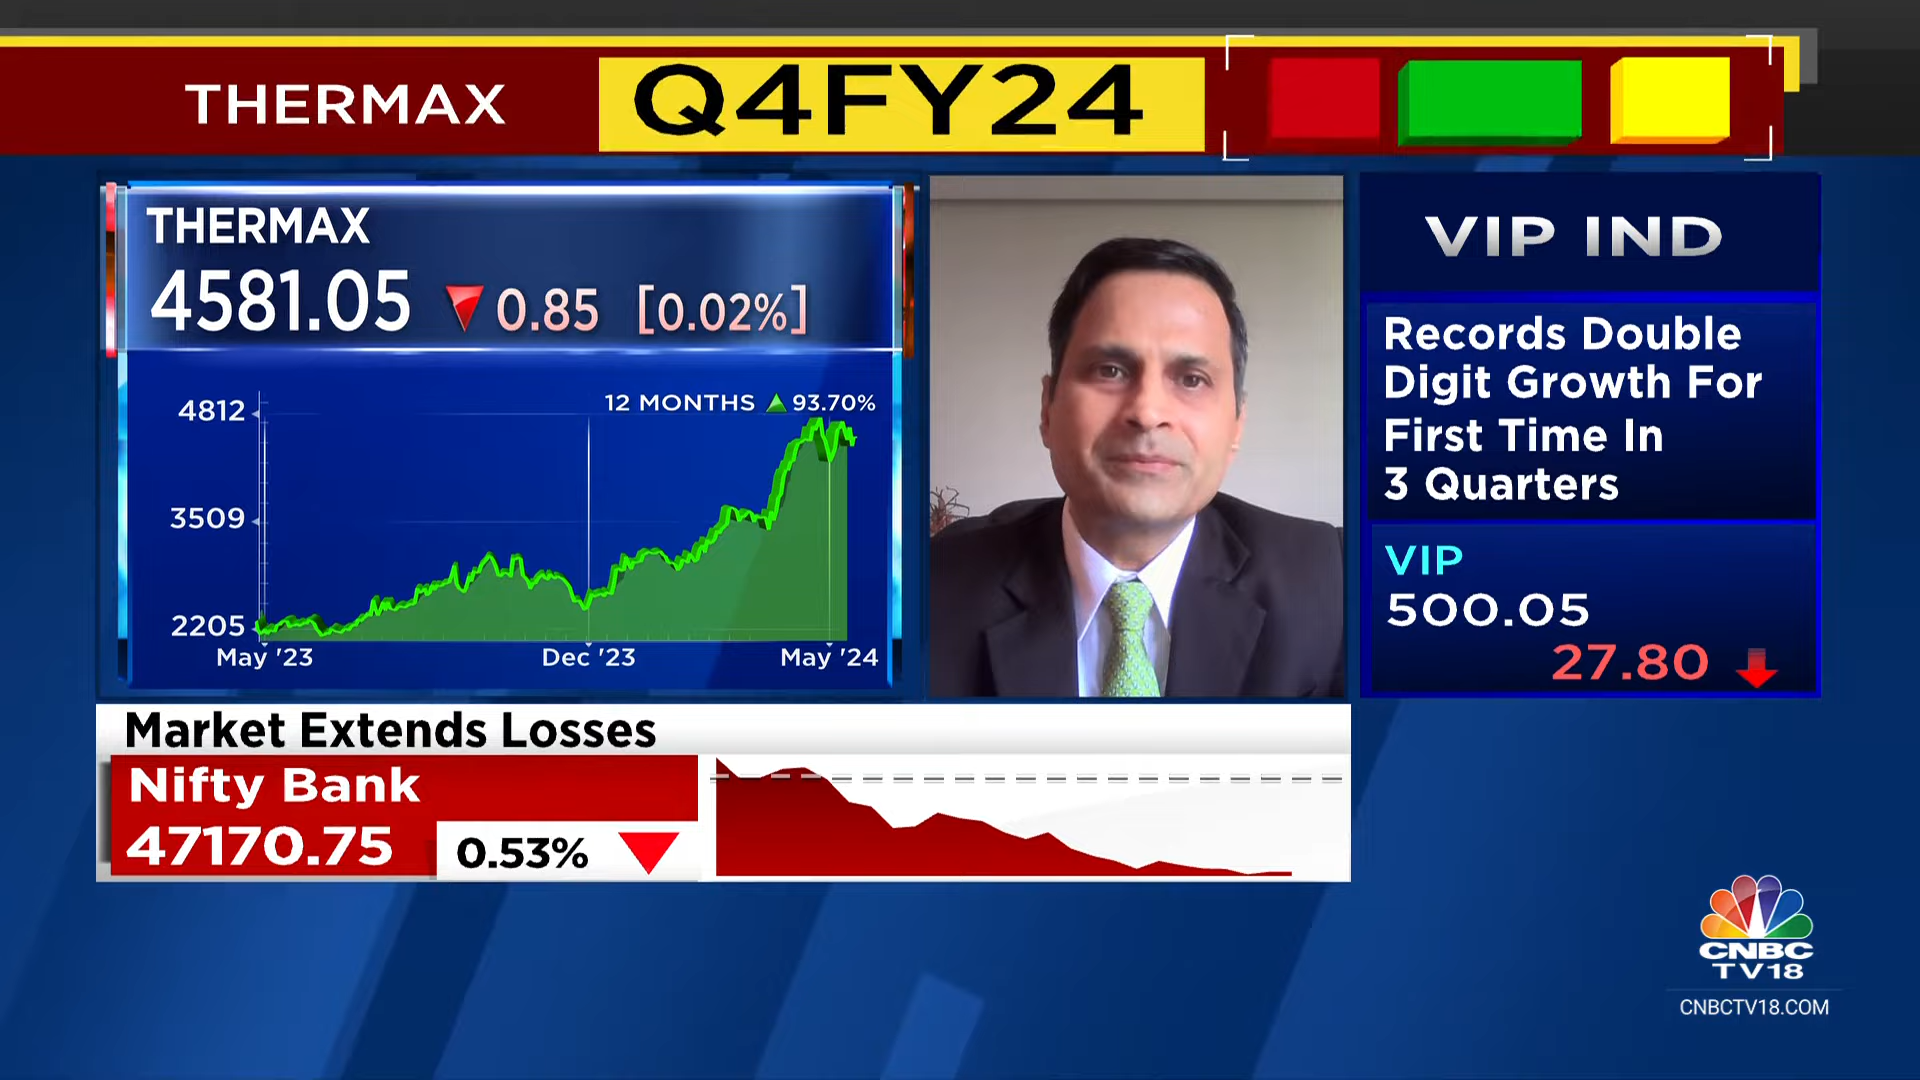 THERMAX
Q4FY24
THERMAX
4581.05 0.85 [0.02%]
12 MONTHS 93.70%
4812
3509
2205
May '23 Dec '23 May '24
VIP IND
Records Double
Digit Growth For
First Time In
3 Quarters
VIP
500.05
27.80
Market Extends Losses
Nifty Bank
47170.75
0.53%
CNBC
TV18
CNBCTV18.COM